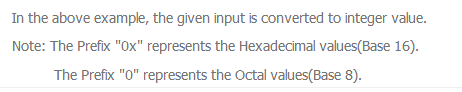 In the above example, the given input is converted to integer value.
Note: The Prefix "0x" represents the Hexadecimal values(Base 16).
The Prefix "0" represents the Octal values(Base 8).